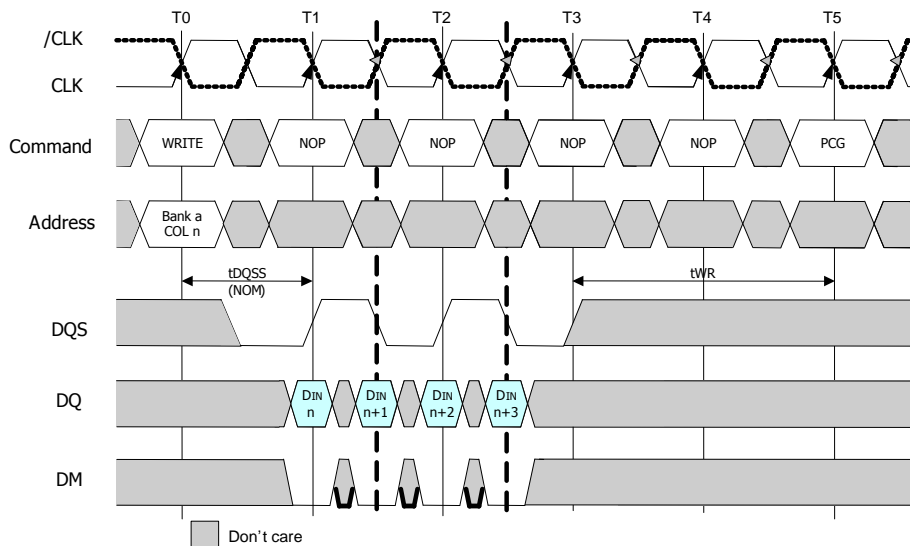 T0 T1 T2 T3 T4 T5
/CLK
CLK
Command WRITE NOP NOP NOP NOP PCG
Address Bank a
COL n
tDQSS
(NOM)
tWR
DQS
DQ DIN
n DIN
n+1 DIN
n+2 DIN
n+3
DM
Don't care